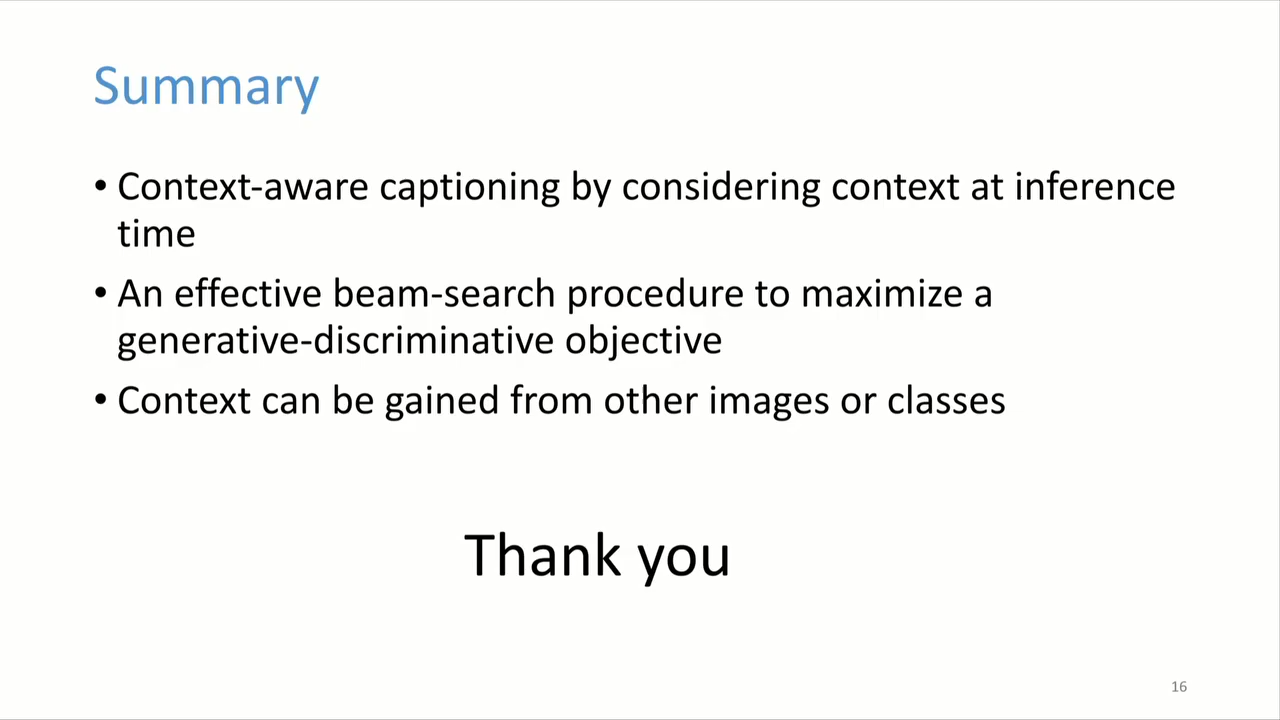 Summary
• Context-aware captioning by considering context at inference
time
• An effective beam-search procedure to maximize a
generative-discriminative objective
• Context can be gained from other images or classes
Thank you
16